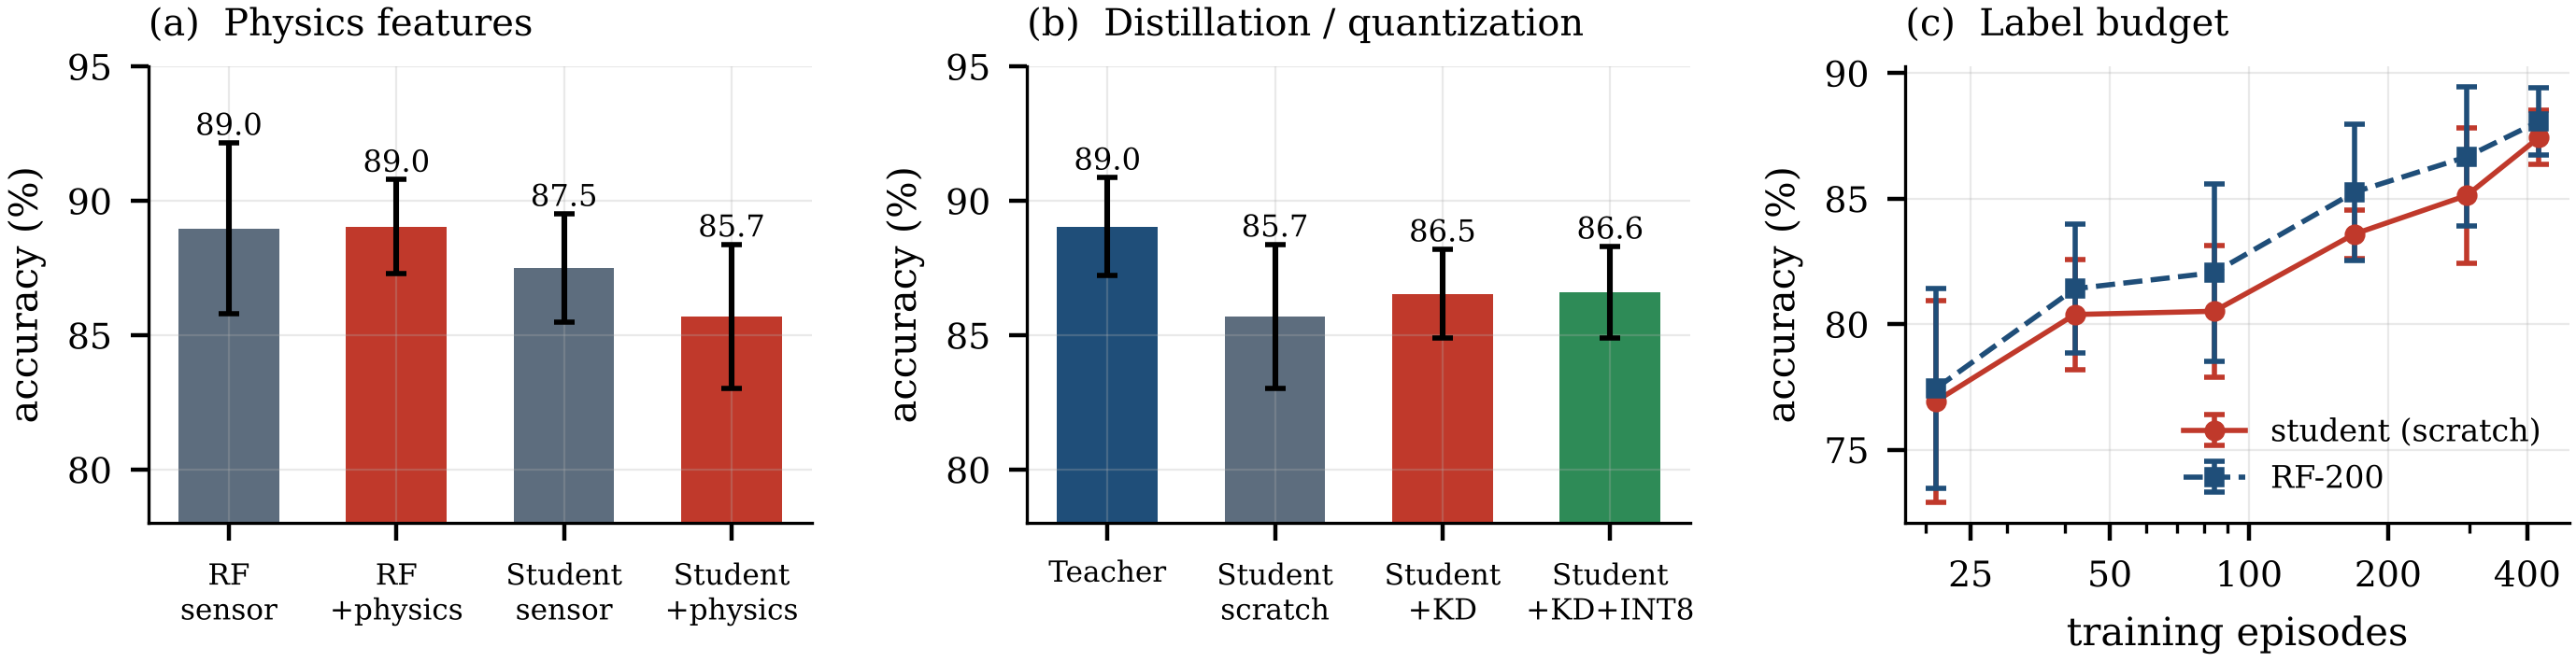 (a) Physics features
95
90
85
80
accuracy (%)
89.0
89.0
87.5
85.7
RF
sensor
RF
+physics
Student
sensor
Student
+physics
(b) Distillation / quantization
95
90
85
80
accuracy (%)
89.0
85.7
86.5
86.6
Teacher
Student
scratch
Student
+KD
Student
+KD+INT8
(c) Label budget
90
85
80
75
accuracy (%)
student (scratch)
RF-200
25 50 100 200 400
training episodes